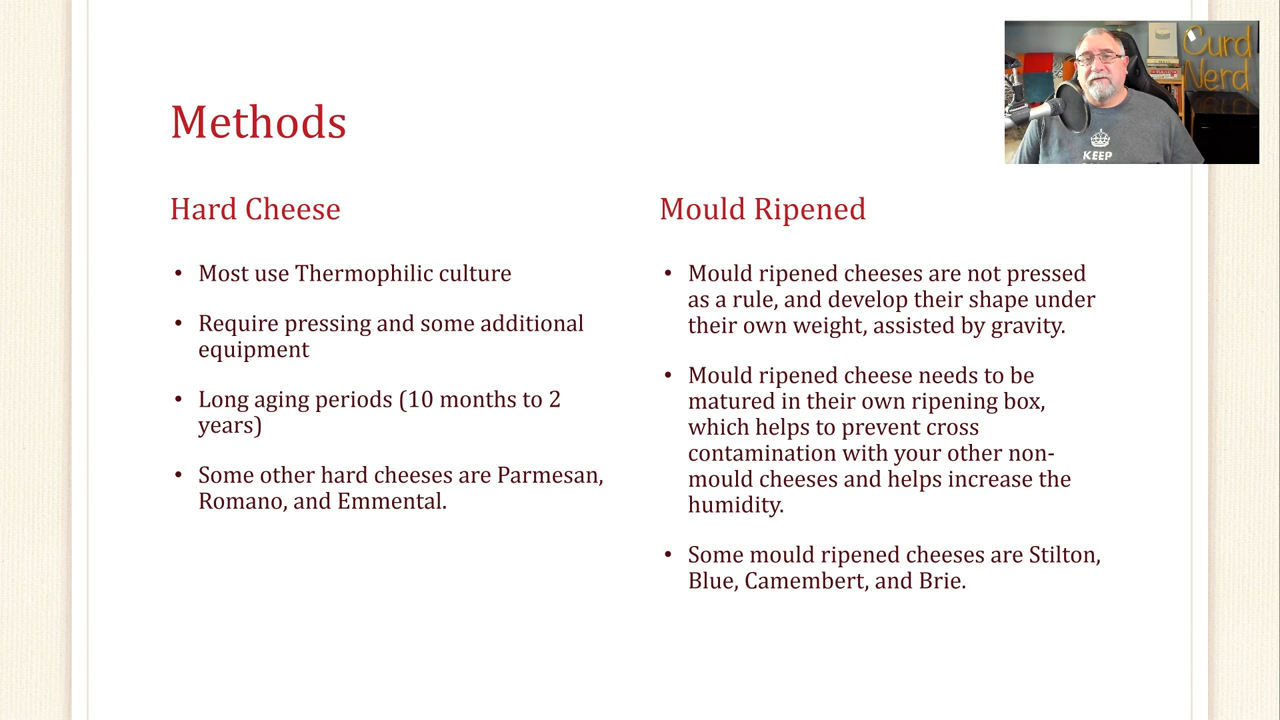 Methods
Hard Cheese
• Most use Thermophilic culture
• Require pressing and some additional
equipment
• Long aging periods (10 months to 2
years)
• Some other hard cheeses are Parmesan,
Romano, and Emmental.
Mould Ripened
• Mould ripened cheeses are not pressed
as a rule, and develop their shape under
their own weight, assisted by gravity.
• Mould ripened cheese needs to be
matured in their own ripening box,
which helps to prevent cross
contamination with your other non-
mould cheeses and helps increase the
humidity.
• Some mould ripened cheeses are Stilton,
Blue, Camembert, and Brie.
Curd
Nerd
KEEP